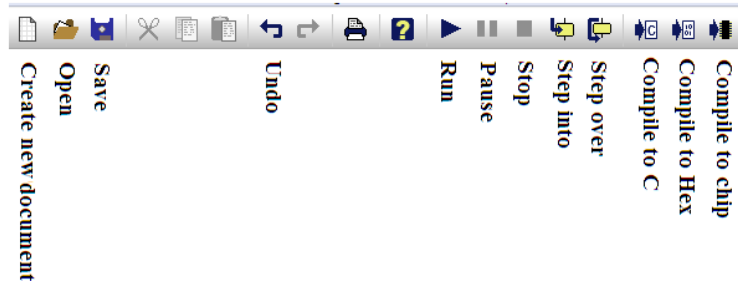 Create new document
Open
Save
Undo
Run
Pause
Stop
Step into
Step over
Compile to C
Compile to Hex
Compile to chip